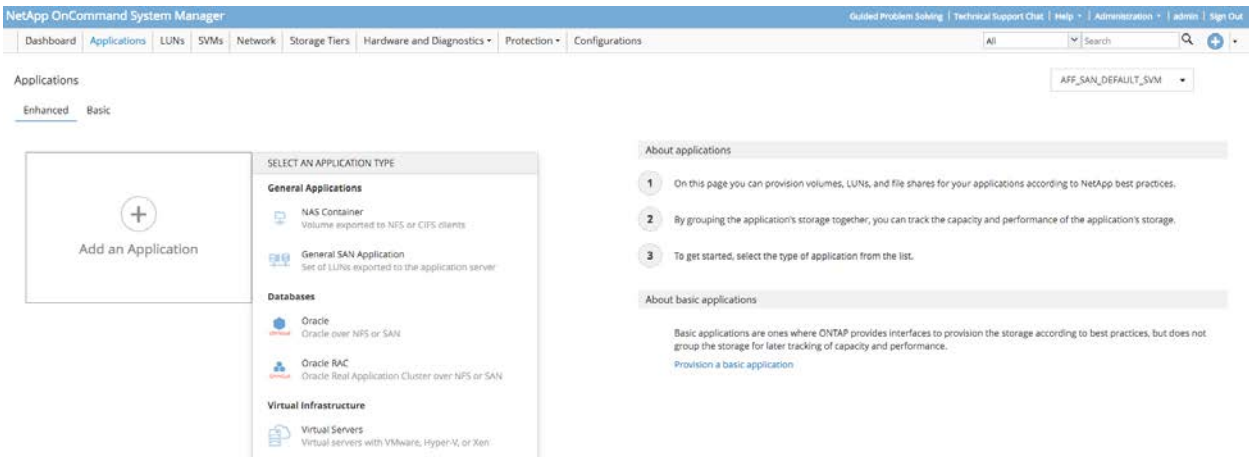 NetApp OnCommand System Manager
Guided Problem Solving | Technical Support Chat | Help | Administration | admin | Sign Out
Dashboard Applications LUNs SVMs Network Storage Tiers Hardware and Diagnostics Protection Configurations
All Search
Applications
AFF_SAN_DEFAULT_SVM
Enhanced Basic
Add an Application
SELECT AN APPLICATION TYPE
General Applications
NAS Container
Volume exported to NFS or CIFS clients
General SAN Application
Set of LUNs exported to the application server
Databases
Oracle
Oracle over NFS or SAN
Oracle RAC
Oracle Real Application Cluster over NFS or SAN
Virtual Infrastructure
Virtual Servers
Virtual servers with VMware, Hyper-V, or Xen
About applications
1 On this page you can provision volumes, LUNs, and file shares for your applications according to NetApp best practices.
2 By grouping the application's storage together, you can track the capacity and performance of the application's storage.
3 To get started, select the type of application from the list.
About basic applications
Basic applications are ones where ONTAP provides interfaces to provision the storage according to best practices, but does not
group the storage for later tracking of capacity and performance.
Provision a basic application